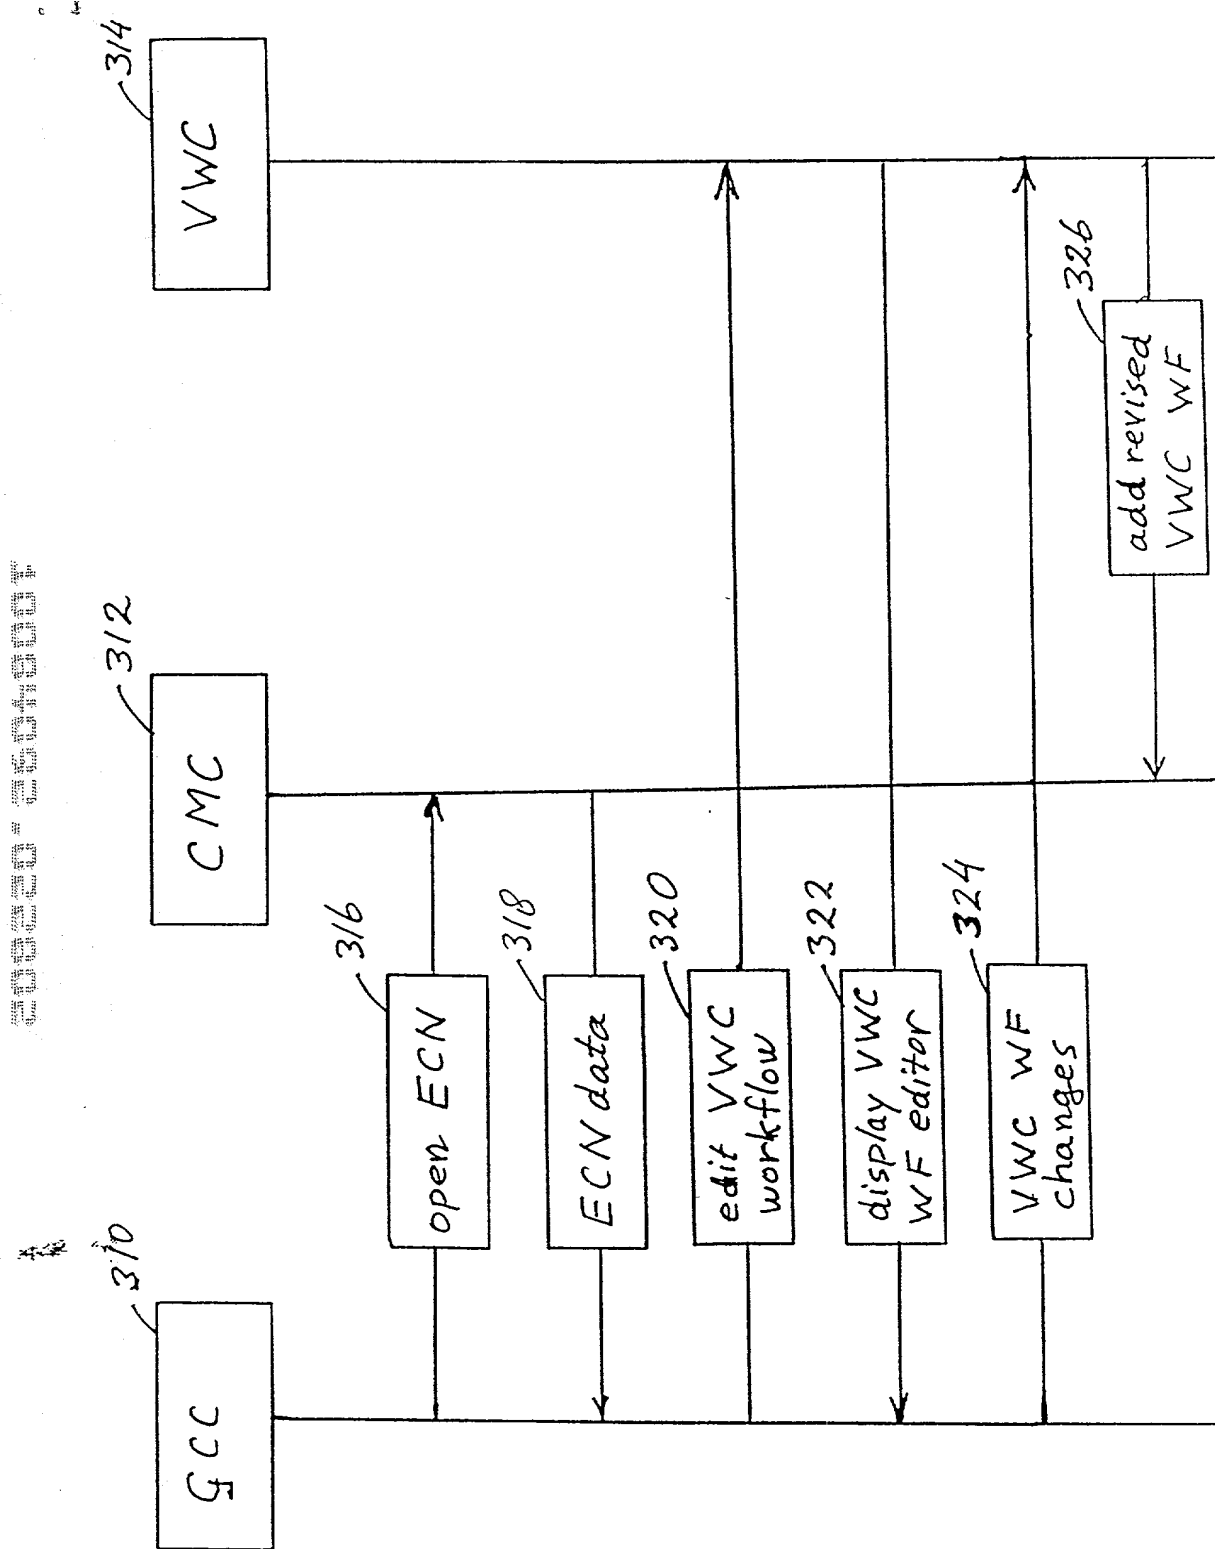 310
GCC
312
CMC
314
VWC
316
open ECN
318
ECN data
320
edit VWC
workflow
322
display VWC
WF editor
324
VWC WF
changes
326
add revised
VWC WF